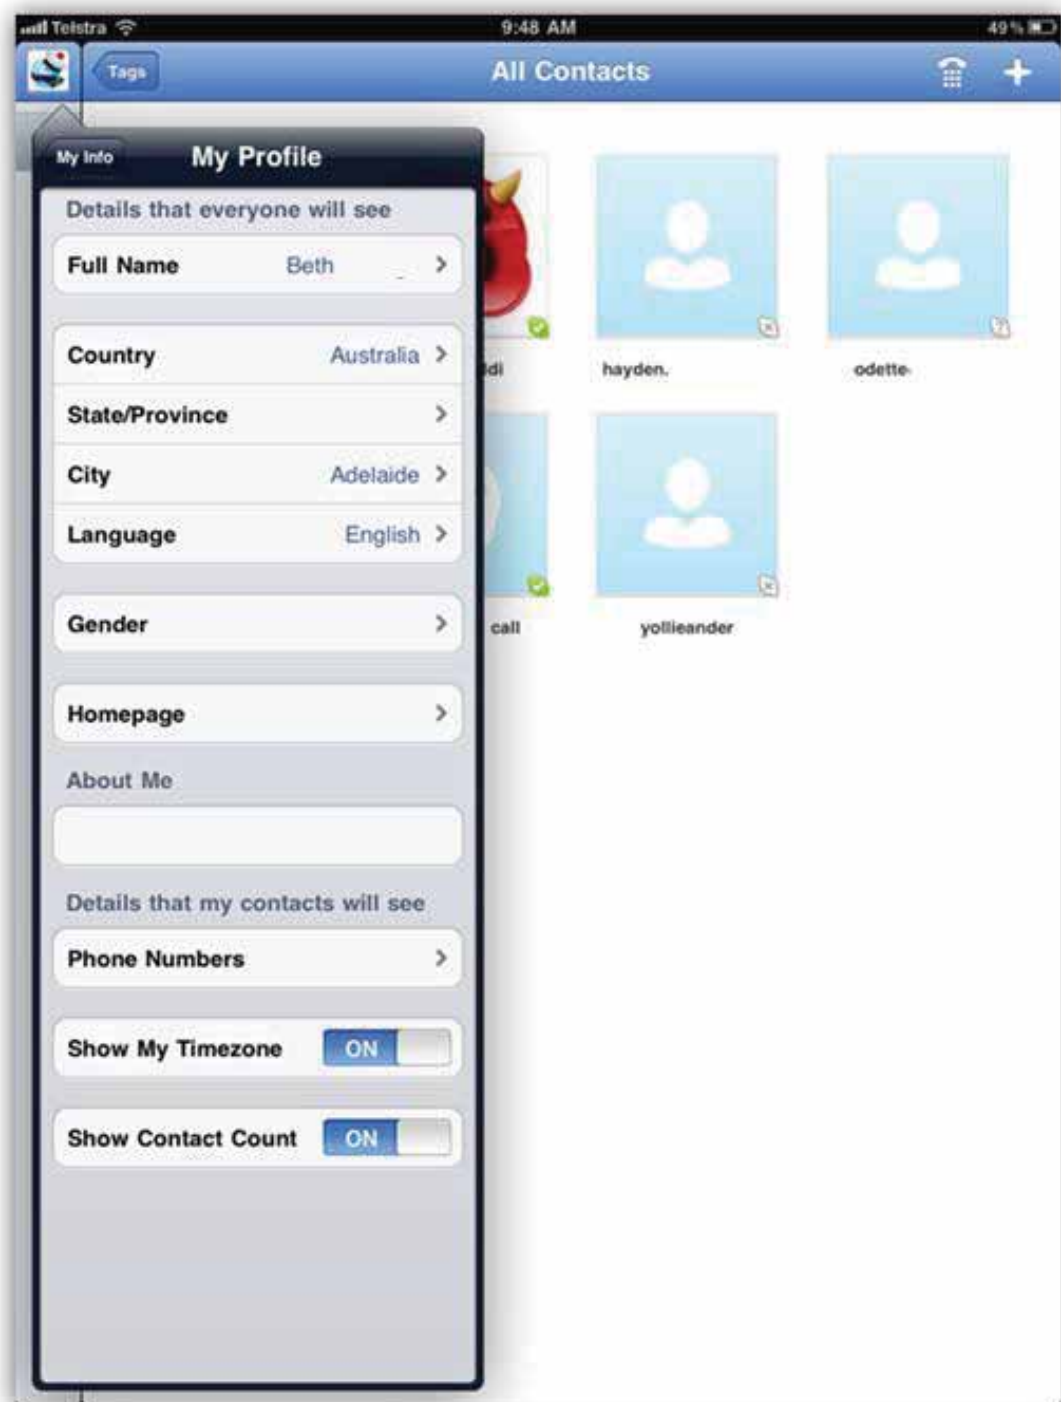 Telstra 9:48 AM 49%
Tags All Contacts
My Info My Profile
Details that everyone will see
Full Name Beth
Country Australia
State/Province
City Adelaide
Language English
Gender
Homepage
About Me
Details that my contacts will see
Phone Numbers
Show My Timezone ON
Show Contact Count ON
ldi hayden. odette-
call yollieander